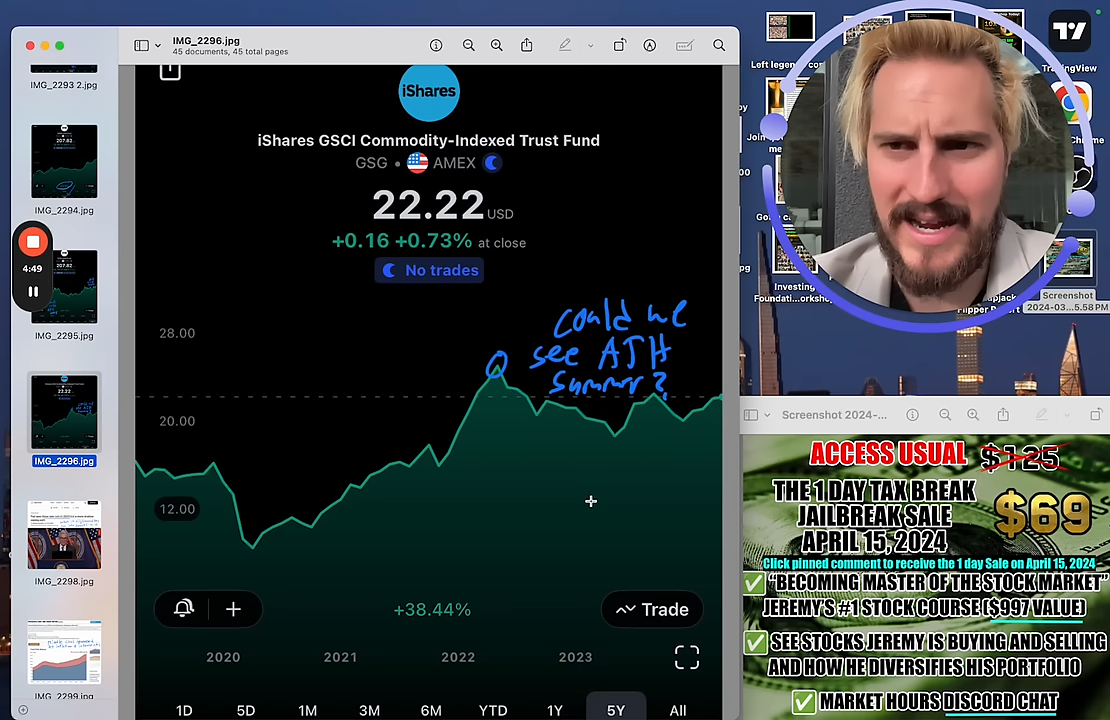 IMG_2296.jpg
45 documents, 45 total pages
IMG_2293 2.jpg
IMG_2294.jpg
IMG_2295.jpg
IMG_2296.jpg
IMG_2298.jpg
IMG_2299.jpg
4:49
iShares
iShares GSCI Commodity-Indexed Trust Fund
GSG • AMEX
22.22 USD
+0.16 +0.73% at close
No trades
could we
see ATH
summer?
28.00
20.00
12.00
+38.44%
Trade
2020 2021 2022 2023
1D 5D 1M 3M 6M YTD 1Y 5Y All
TradingView
Screenshot
2024-03...5.58 PM
Screenshot 2024-...
ACCESS USUAL $125
THE 1 DAY TAX BREAK
JAILBREAK SALE
APRIL 15, 2024
$69
Click pinned comment to receive the 1 day Sale on April 15, 2024
"BECOMING MASTER OF THE STOCK MARKET"
JEREMY'S #1 STOCK COURSE ($997 VALUE)
SEE STOCKS JEREMY IS BUYING AND SELLING
AND HOW HE DIVERSIFIES HIS PORTFOLIO
MARKET HOURS DISCORD CHAT